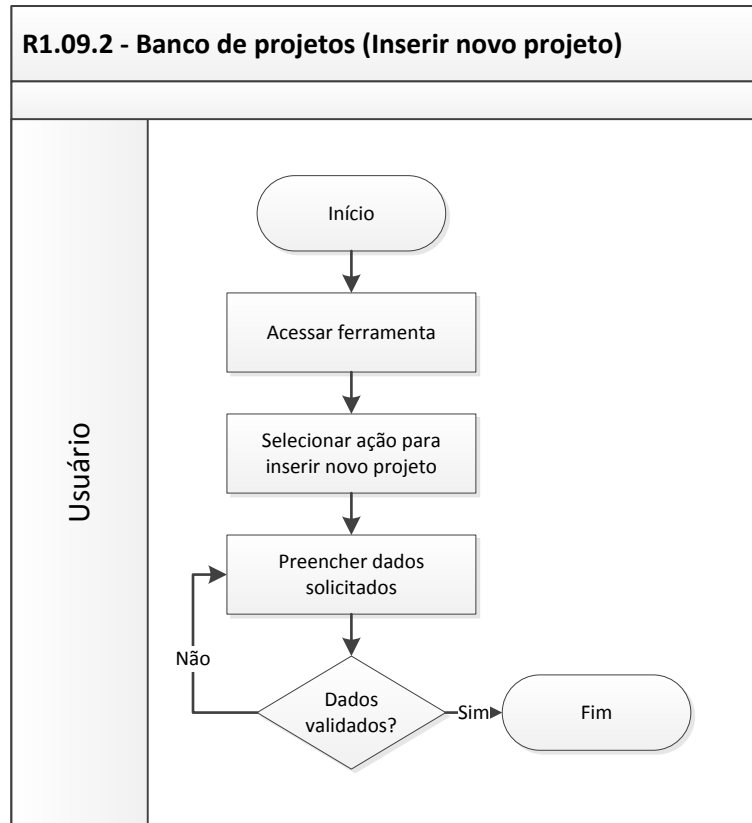 R1.09.2 - Banco de projetos (Inserir novo projeto)
Usuário
Início
Acessar ferramenta
Selecionar ação para
inserir novo projeto
Preencher dados
solicitados
Não
Dados
validados?
Sim
Fim